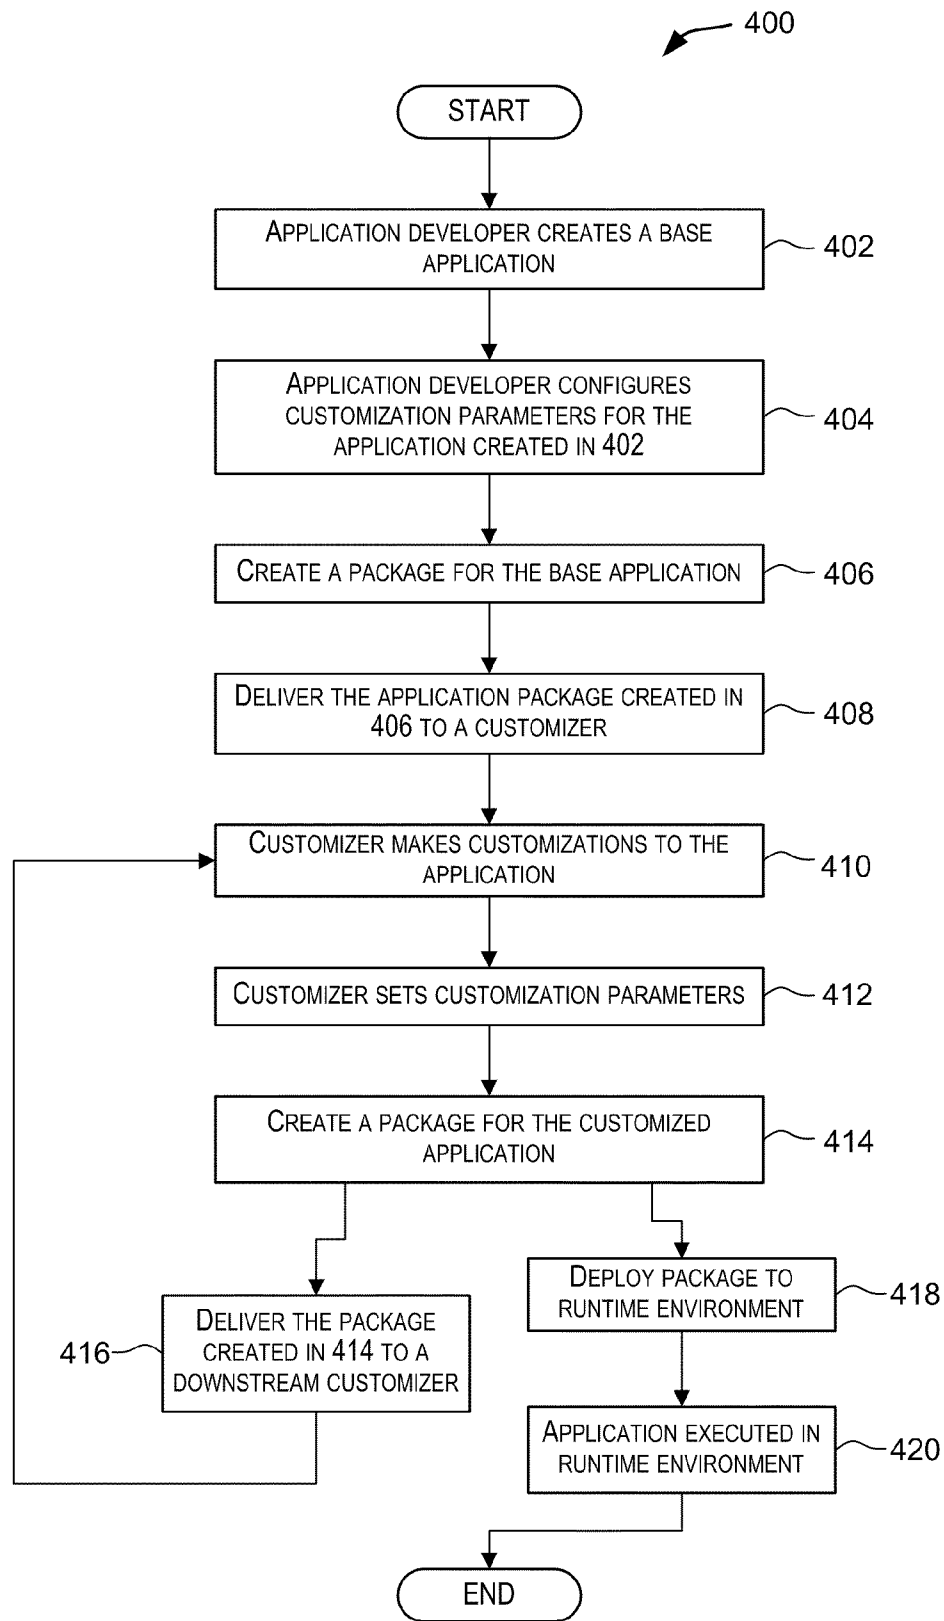 400
START
APPLICATION DEVELOPER CREATES A BASE
APPLICATION
402
APPLICATION DEVELOPER CONFIGURES
CUSTOMIZATION PARAMETERS FOR THE
APPLICATION CREATED IN 402
404
CREATE A PACKAGE FOR THE BASE APPLICATION
406
DELIVER THE APPLICATION PACKAGE CREATED IN
406 TO A CUSTOMIZER
408
CUSTOMIZER MAKES CUSTOMIZATIONS TO THE
APPLICATION
410
CUSTOMIZER SETS CUSTOMIZATION PARAMETERS
412
CREATE A PACKAGE FOR THE CUSTOMIZED
APPLICATION
414
416
DELIVER THE PACKAGE
CREATED IN 414 TO A
DOWNSTREAM CUSTOMIZER
DEPLOY PACKAGE TO
RUNTIME ENVIRONMENT
418
APPLICATION EXECUTED IN
RUNTIME ENVIRONMENT
420
END